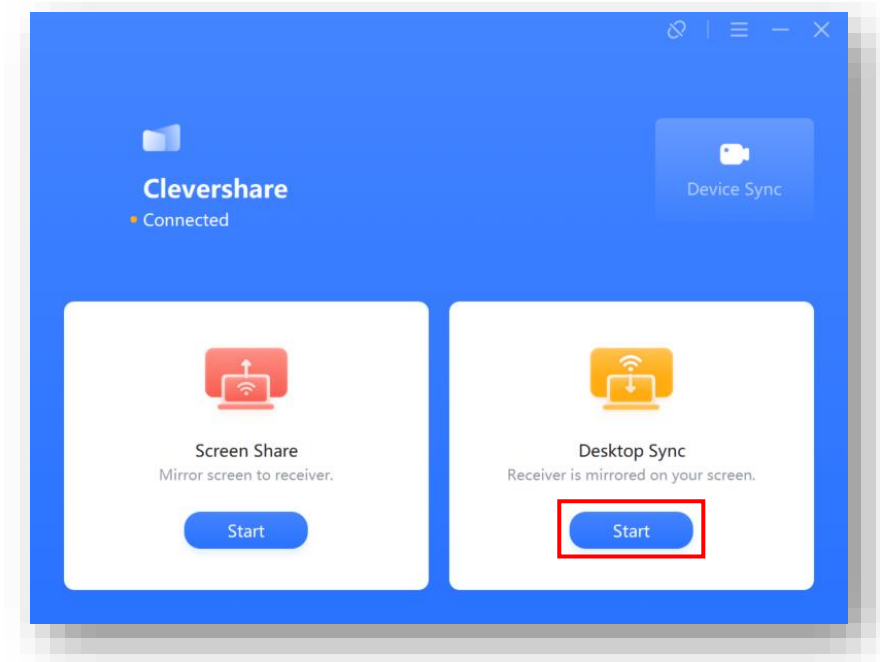 Clevershare
Connected
Device Sync
Screen Share
Mirror screen to receiver.
Start
Desktop Sync
Receiver is mirrored on your screen.
Start